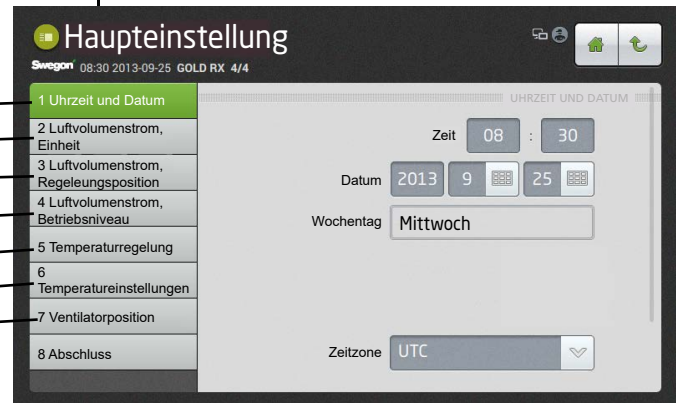 Haupteinstellung
Swegon 08:30 2013-09-25 GOLD RX 4/4
1 Uhrzeit und Datum
2 Luftvolumenstrom,
Einheit
3 Luftvolumenstrom,
Regeleungsposition
4 Luftvolumenstrom,
Betriebsniveau
5 Temperaturregelung
6
Temperatureinstellungen
7 Ventilatorposition
8 Abschluss
UHRZEIT UND DATUM
Zeit 08 : 30
Datum 2013 9 25
Wochentag Mittwoch
Zeitzone UTC